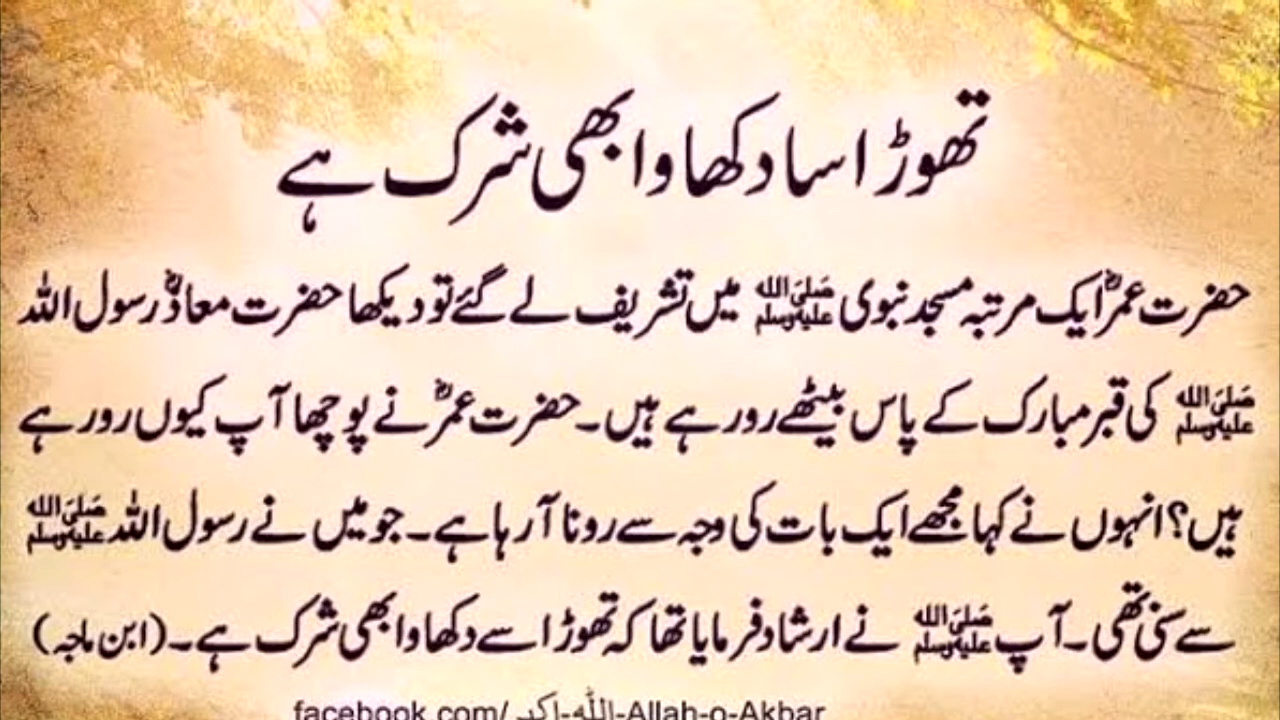 تھوڑا سا دکھاوا بھی شرک ہے
حضرت عمرؓ ایک مرتبہ مسجد نبوی ﷺ میں تشریف لے گئے تو دیکھا حضرت معاذؓ رسول اللہ
ﷺ کی قبر مبارک کے پاس بیٹھے رو رہے ہیں۔ حضرت عمرؓ نے پوچھا آپ کیوں رو رہے
ہیں؟ انہوں نے کہا مجھے ایک بات کی وجہ سے رونا آ رہا ہے۔ جو میں نے رسول اللہ ﷺ
سے سنی تھی۔ آپ ﷺ نے ارشاد فرمایا تھا کہ تھوڑا سے دکھاوا بھی شرک ہے۔ (ابن ماجہ)
facebook.com/اللہ-اکبر-Allah-o-Akbar